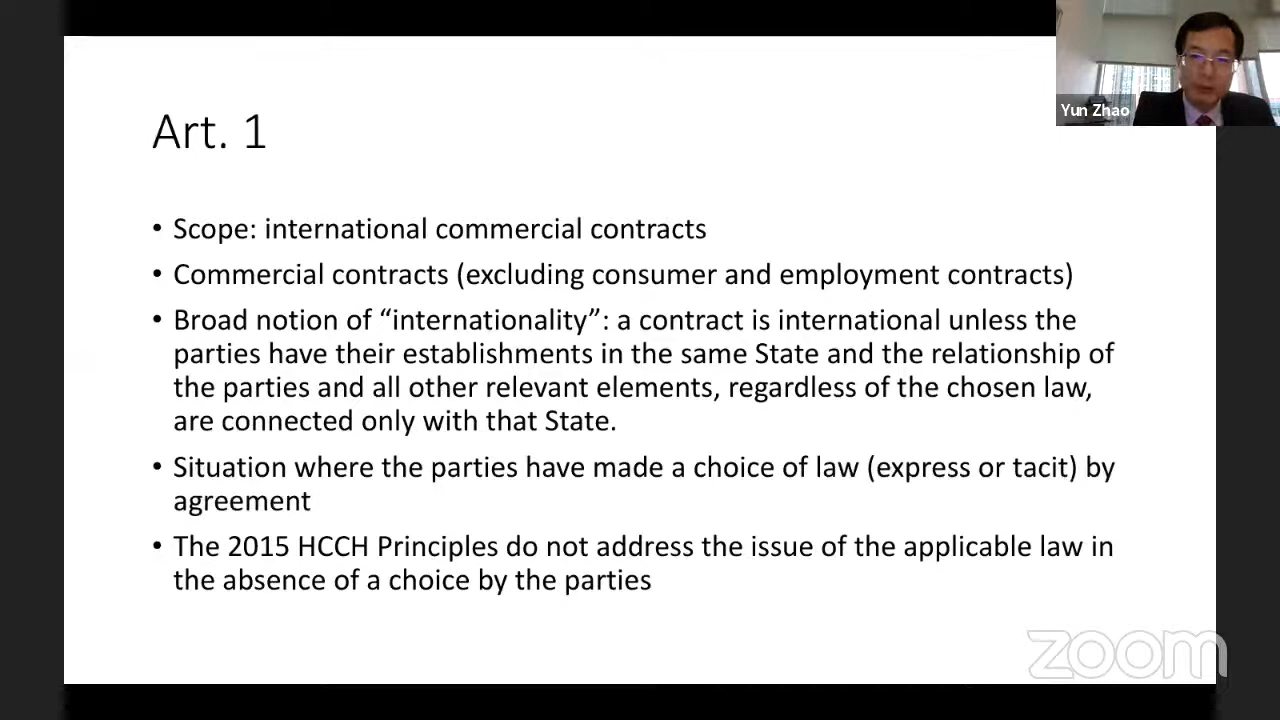 Yun Zhao
Art. 1
• Scope: international commercial contracts
• Commercial contracts (excluding consumer and employment contracts)
• Broad notion of “internationality”: a contract is international unless the
parties have their establishments in the same State and the relationship of
the parties and all other relevant elements, regardless of the chosen law,
are connected only with that State.
• Situation where the parties have made a choice of law (express or tacit) by
agreement
• The 2015 HCCH Principles do not address the issue of the applicable law in
the absence of a choice by the parties
zoom